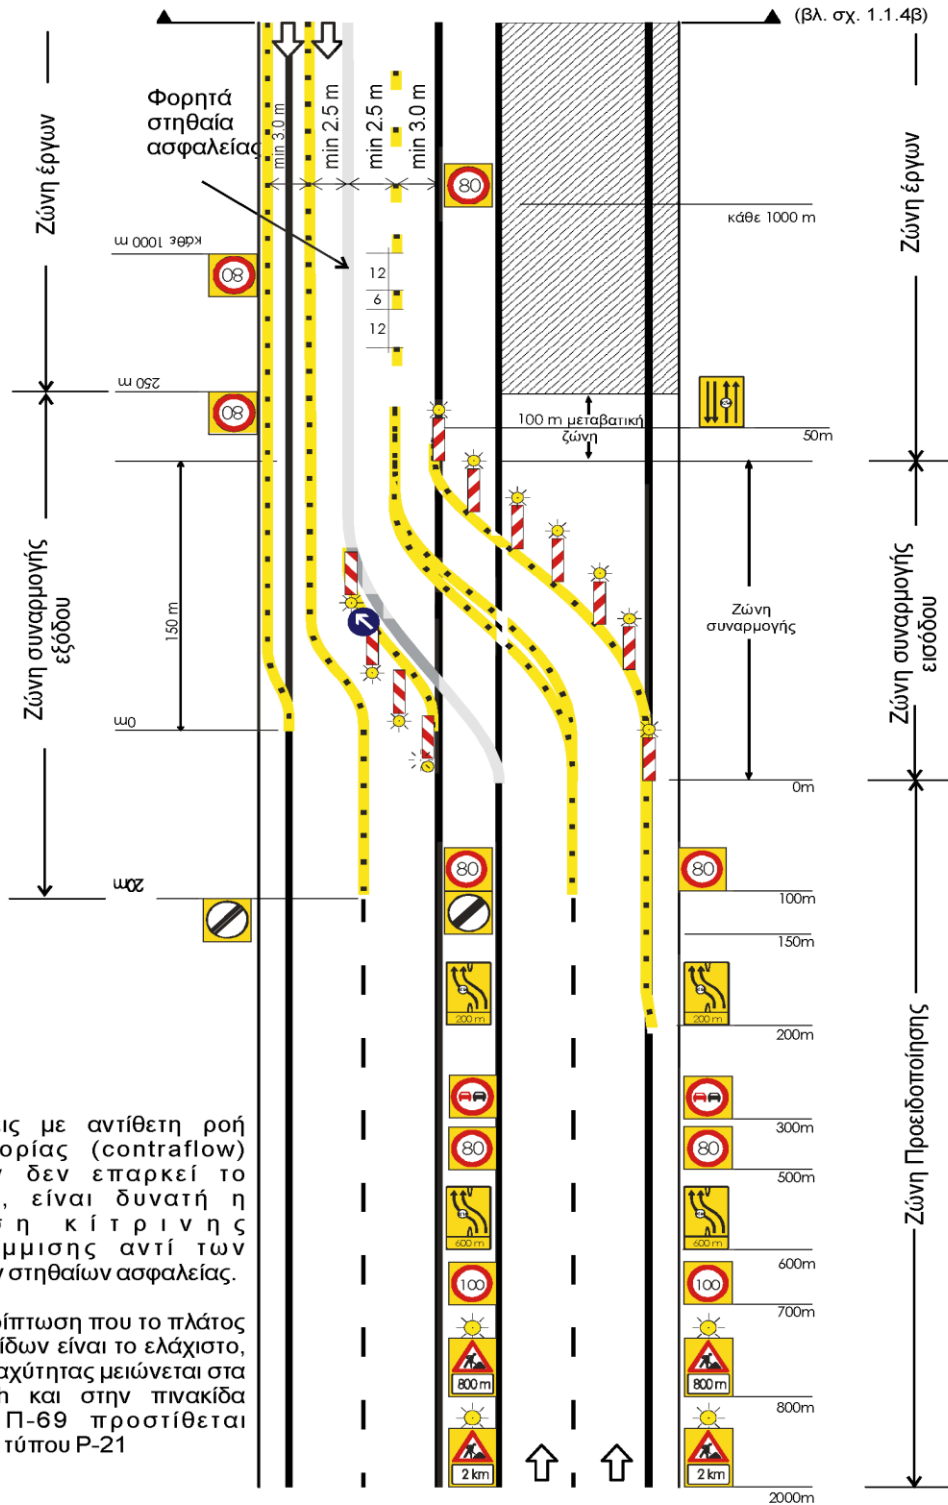 (βλ. σχ. 1.1.4β)
Ζώνη έργων
Φορητά
στηθαία
ασφαλείας
min 3.0 m
min 2.5 m
min 2.5 m
min 3.0 m
80
κάθε 1000 m
Ζώνη έργων
κάθε 1000 m
80
12
6
12
250 m
80
100 m μεταβατική
ζώνη
50m
Ζώνη συναρμογής
εξόδου
150 m
Ζώνη
συναρμογής
Ζώνη συναρμογής
εισόδου
0m
0m
80
80
20m
100m
150m
200 m
200 m
200m
Ζώνη Προειδοποίησης
300m
80
80
500m
600 m
600 m
600m
100
100
700m
800 m
800 m
800m
2 km
2 km
2000m
εις με αντίθετη ροή
ορίας (contraflow)
ν δεν επαρκεί το
, είναι δυνατή η
ση κίτρινης
μμισης αντί των
ν στηθαίων ασφαλείας.
ρίπτωση που το πλάτος
ίδων είναι το ελάχιστο,
αχύτητας μειώνεται στα
h και στην πινακίδα
Π-69 προστίθεται
τύπου Ρ-21